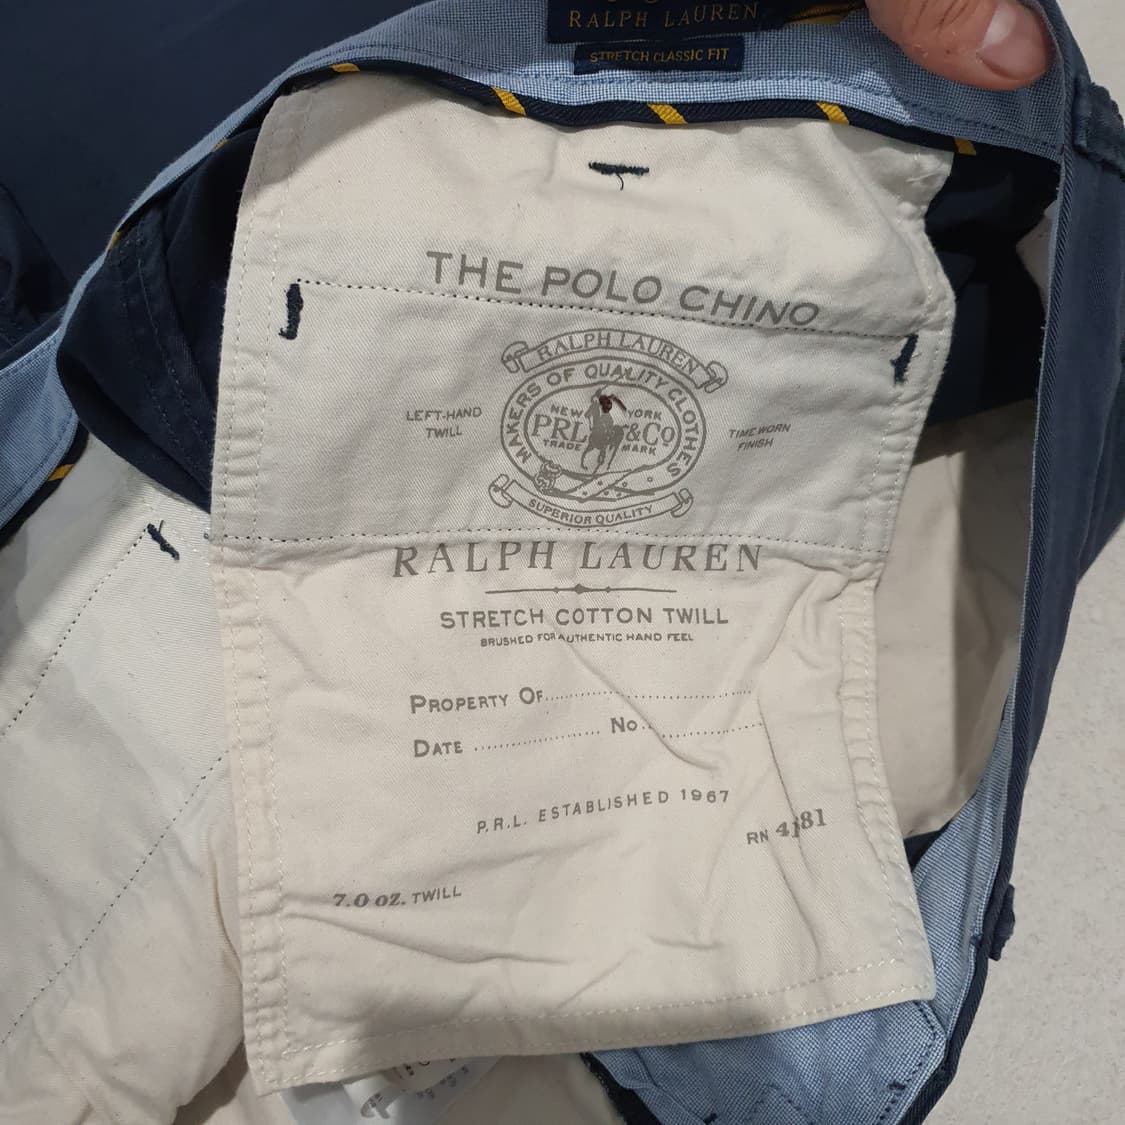 RALPH LAUREN
STRETCH CLASSIC FIT
THE POLO CHINO
RALPH LAUREN
MAKERS OF QUALITY CLOTHES
NEW YORK
PRL &Co
TRADE MARK
SUPERIOR QUALITY
LEFT-HAND
TWILL
TIMEWORN
FINISH
RALPH LAUREN
STRETCH COTTON TWILL
BRUSHED FOR AUTHENTIC HAND FEEL
PROPERTY OF
DATE No.
P.R.L. ESTABLISHED 1967
RN
7.0 oz. TWILL